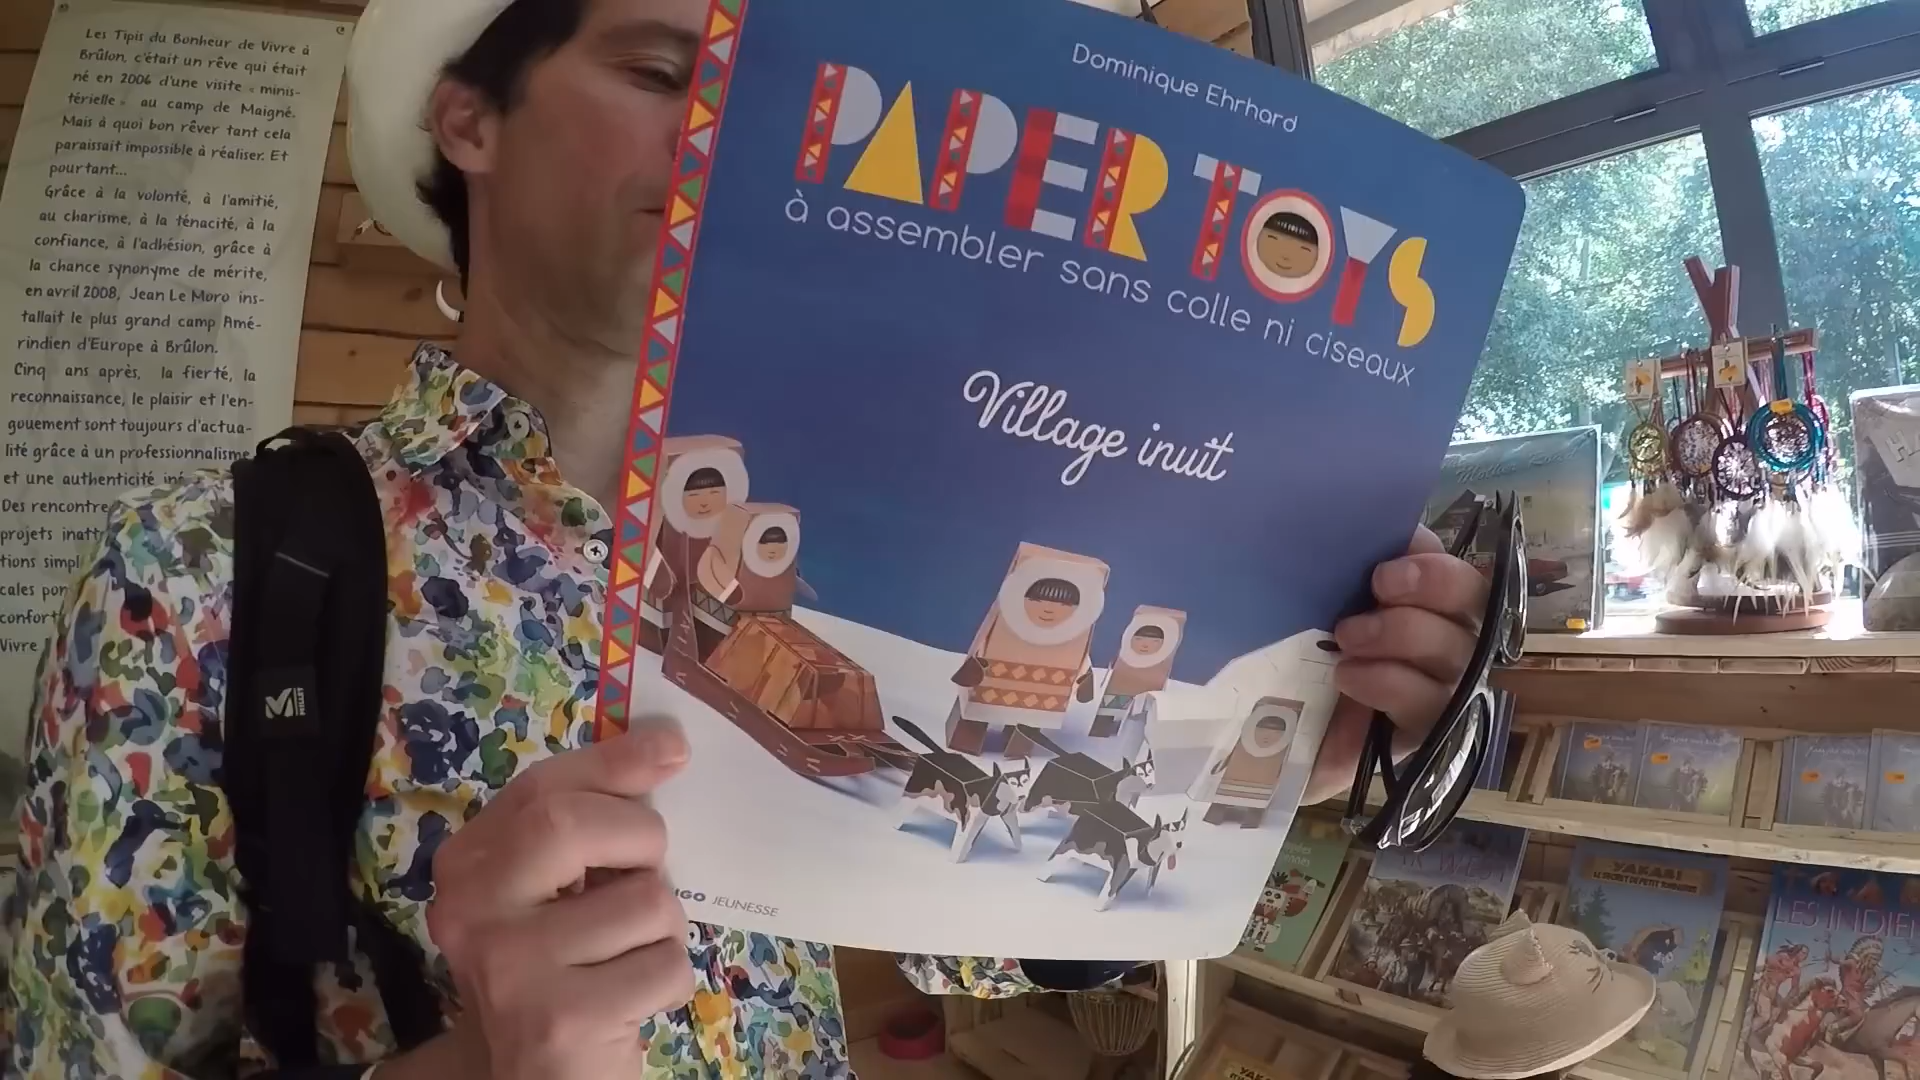 Les Tipis du Bonheur de Vivre à
Brûlon, c'était un rêve qui était
né en 2006 d'une visite « minis-
térielle » au camp de Maigné.
Mais à quoi bon rêver tant cela
paraissait impossible à réaliser. Et
pourtant...
Grâce à la volonté, à l'amitié,
au charisme, à la ténacité, à la
confiance, à l'adhésion, grâce à
la chance synonyme de mérite,
en avril 2008, Jean Le Moro ins-
tallait le plus grand camp Amé-
rindien d'Europe à Brûlon.
Cinq ans après, la fierté, la
reconnaissance, le plaisir et l'en-
gouement sont toujours d'actua-
lité grâce à un professionnalisme
et une authenticité
Des rencontre
projets
tions
cales
Vivre
MILLET
Dominique Ehrhard
PAPER TOYS
à assembler sans colle ni ciseaux
Village inuit
JEUNESSE
YAKARI
LES INDIE